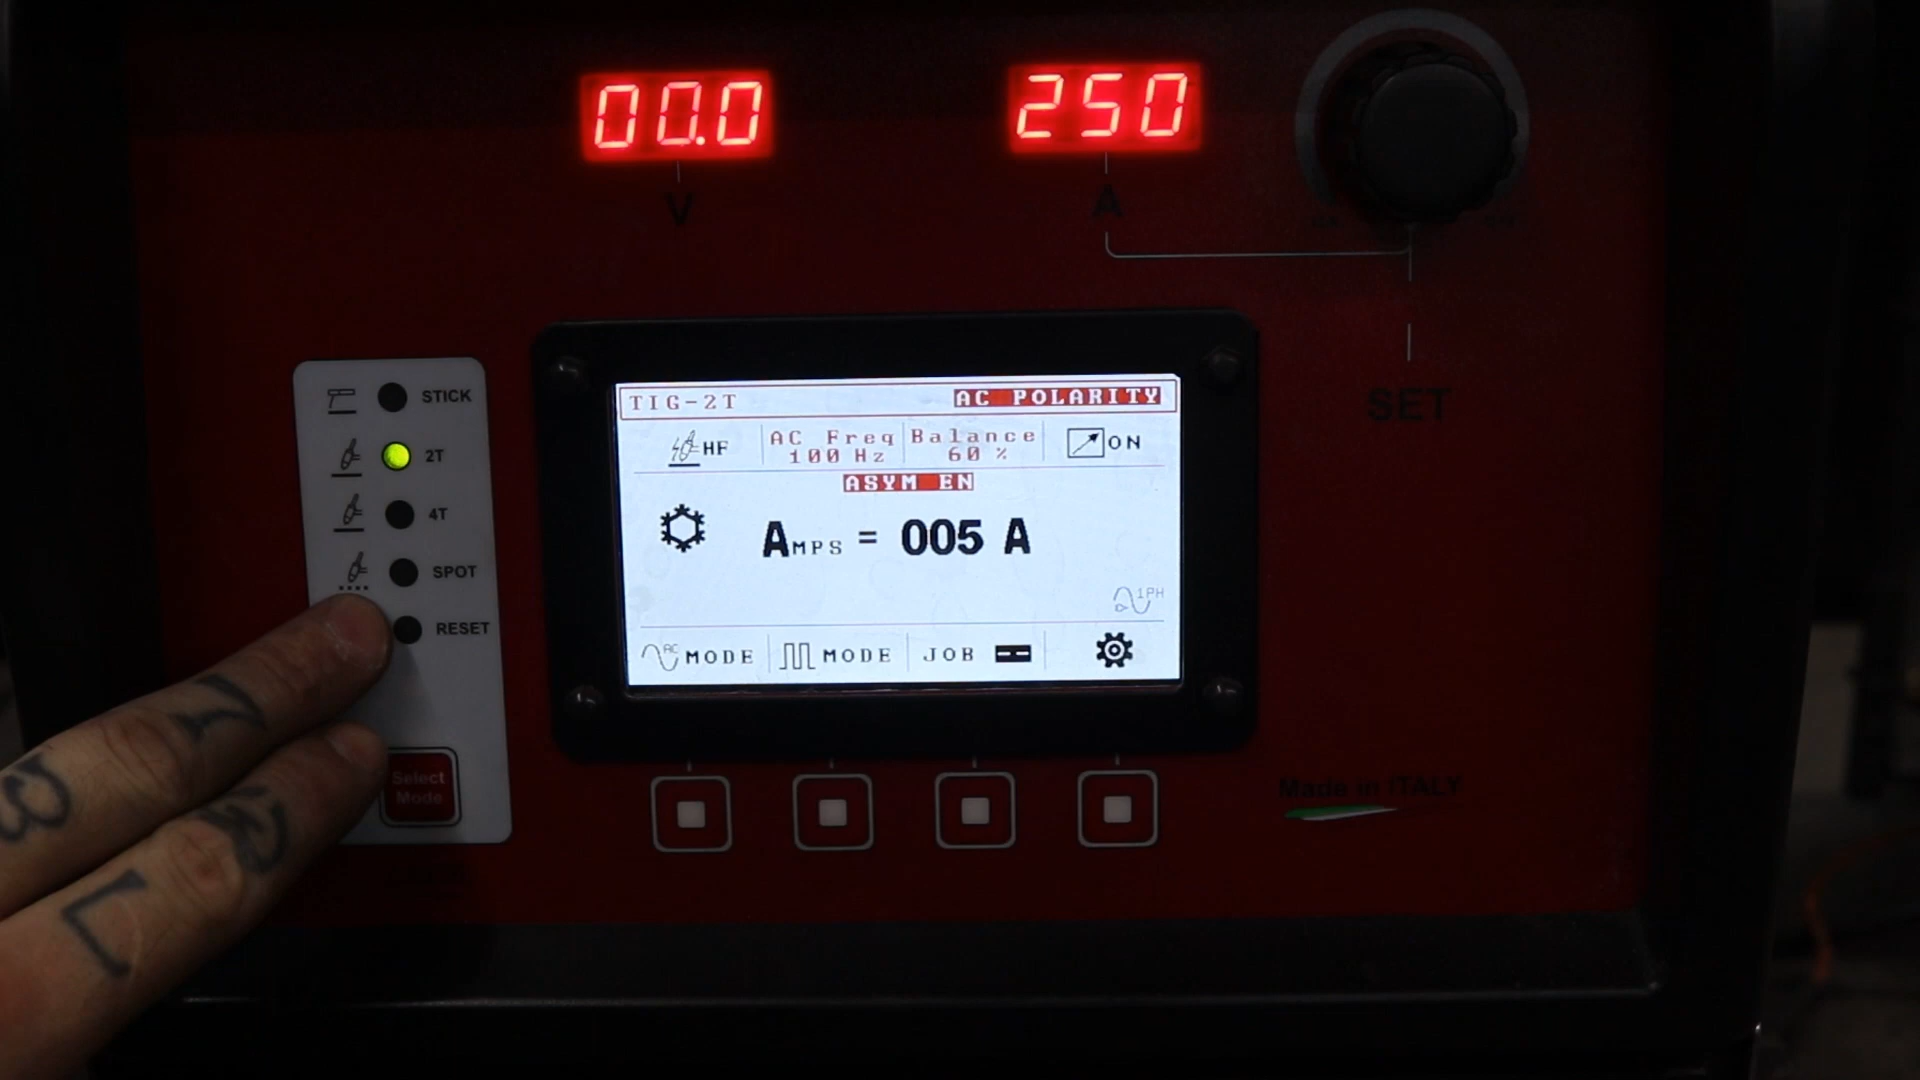 00.0
250
V
A
SET
STICK
2T
4T
SPOT
RESET
Select
Mode
TIG-2T
AC POLARITY
HF
AC Freq
100 Hz
Balance
60 %
ON
ASYM EN
AMPS = 005 A
1PH
AC MODE
MODE
JOB --
Made in ITALY